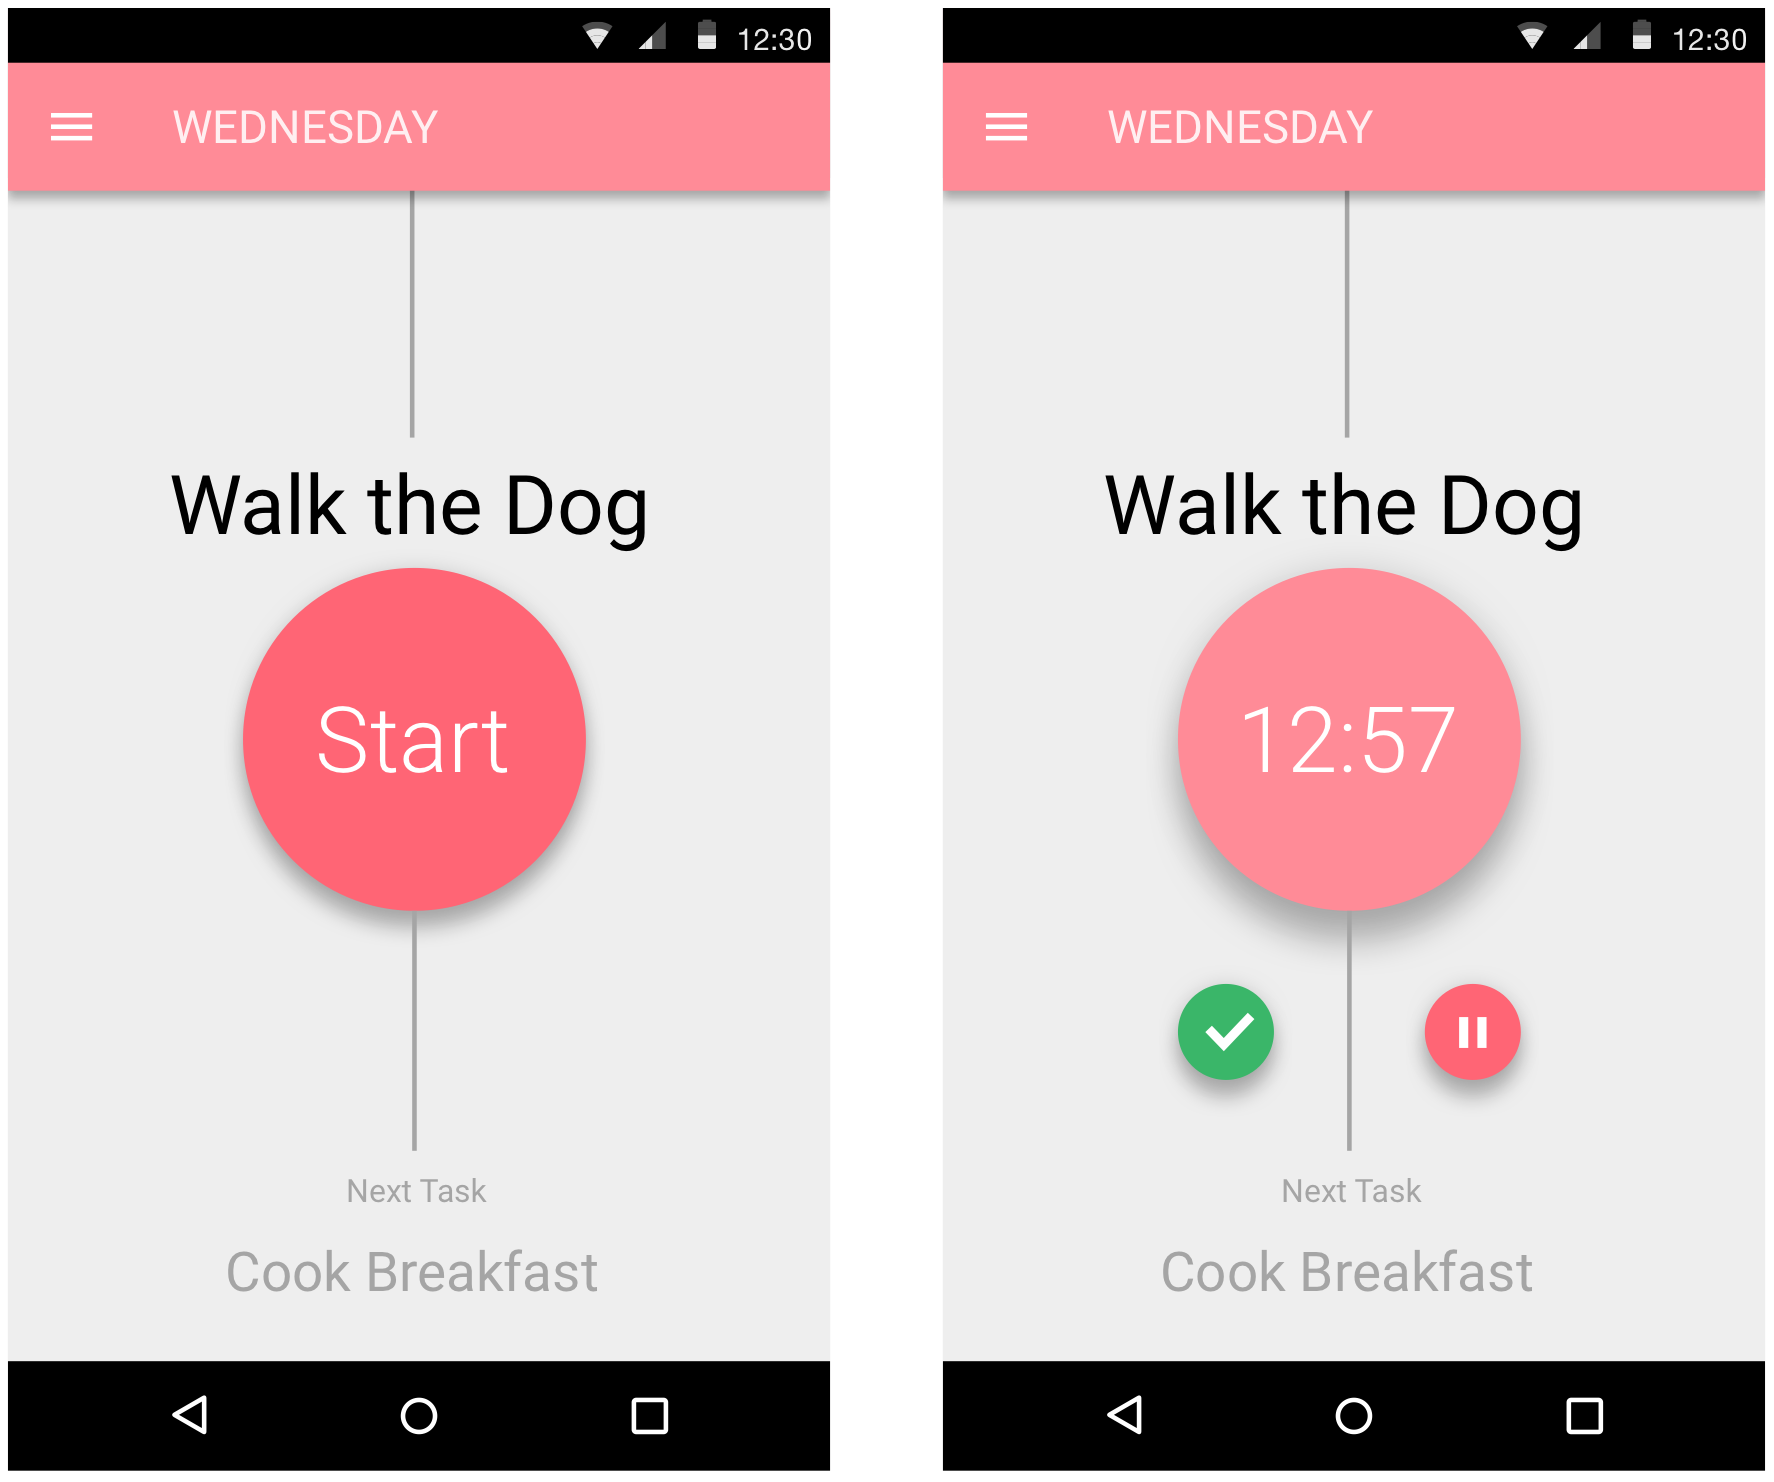 12:30
WEDNESDAY
Walk the Dog
Start
Next Task
Cook Breakfast
12:30
WEDNESDAY
Walk the Dog
12:57
Next Task
Cook Breakfast